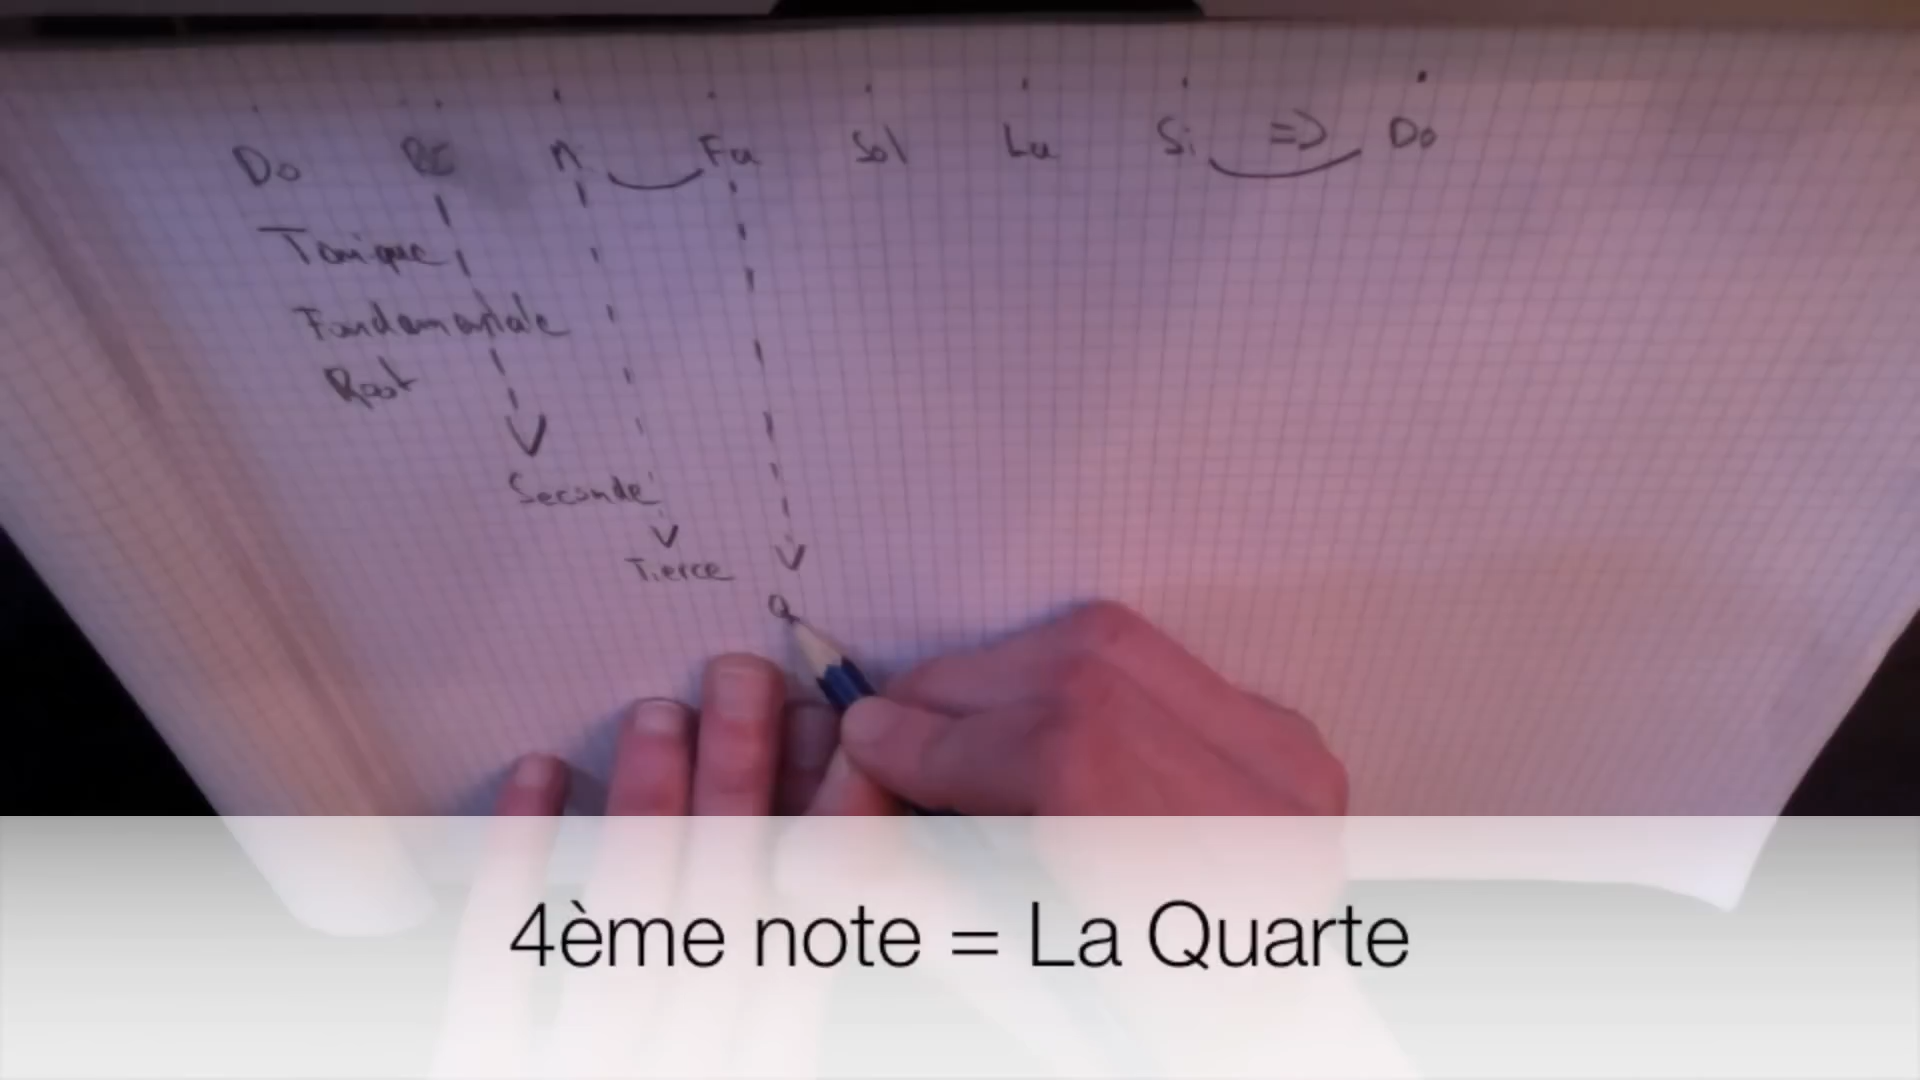 Do Ré Mi Fa Sol La Si => Do
Tonique
Fondamentale
Root
Seconde
Tierce
Q
4ème note = La Quarte